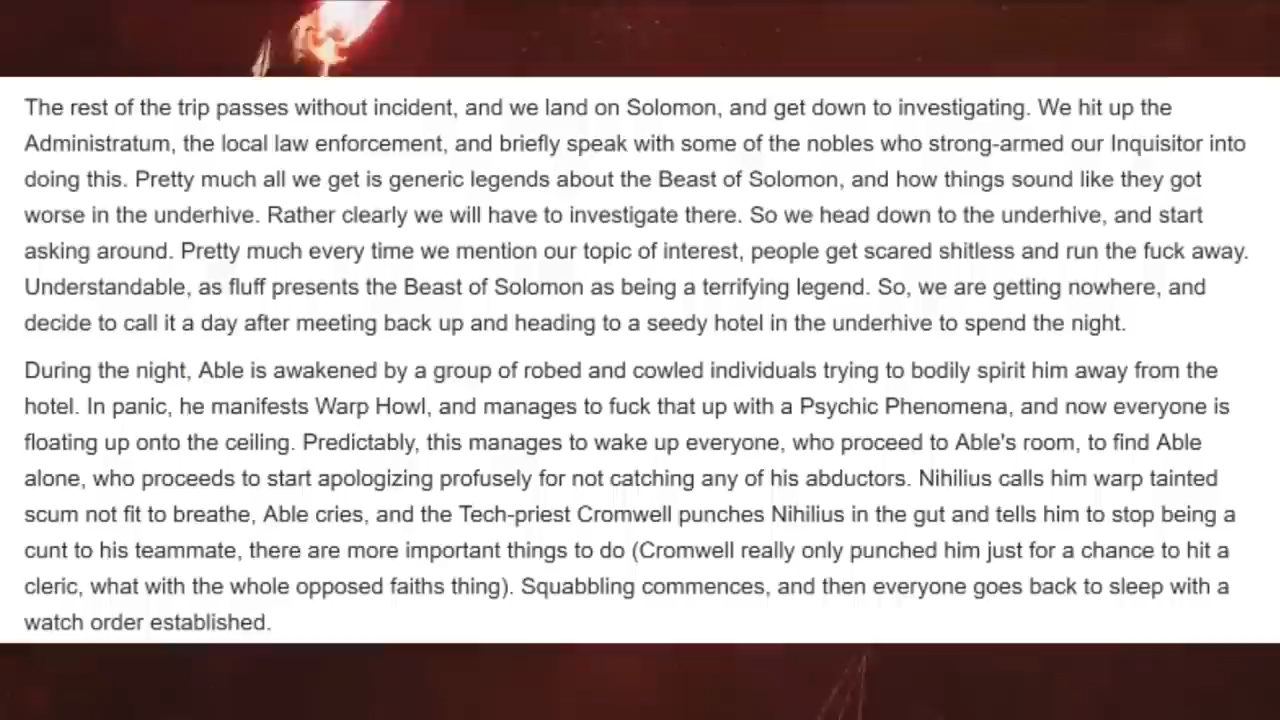 The rest of the trip passes without incident, and we land on Solomon, and get down to investigating. We hit up the
Administratum, the local law enforcement, and briefly speak with some of the nobles who strong-armed our Inquisitor into
doing this. Pretty much all we get is generic legends about the Beast of Solomon, and how things sound like they got
worse in the underhive. Rather clearly we will have to investigate there. So we head down to the underhive, and start
asking around. Pretty much every time we mention our topic of interest, people get scared shitless and run the fuck away.
Understandable, as fluff presents the Beast of Solomon as being a terrifying legend. So, we are getting nowhere, and
decide to call it a day after meeting back up and heading to a seedy hotel in the underhive to spend the night.
During the night, Able is awakened by a group of robed and cowled individuals trying to bodily spirit him away from the
hotel. In panic, he manifests Warp Howl, and manages to fuck that up with a Psychic Phenomena, and now everyone is
floating up onto the ceiling. Predictably, this manages to wake up everyone, who proceed to Able's room, to find Able
alone, who proceeds to start apologizing profusely for not catching any of his abductors. Nihilius calls him warp tainted
scum not fit to breathe, Able cries, and the Tech-priest Cromwell punches Nihilius in the gut and tells him to stop being a
cunt to his teammate, there are more important things to do (Cromwell really only punched him just for a chance to hit a
cleric, what with the whole opposed faiths thing). Squabbling commences, and then everyone goes back to sleep with a
watch order established.